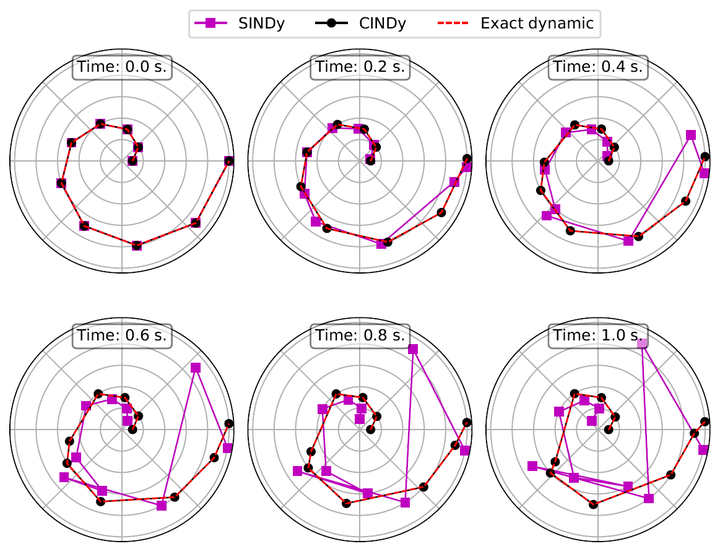 SINDy CINDy Exact dynamic
Time: 0.0 s. Time: 0.2 s. Time: 0.4 s.
Time: 0.6 s. Time: 0.8 s. Time: 1.0 s.